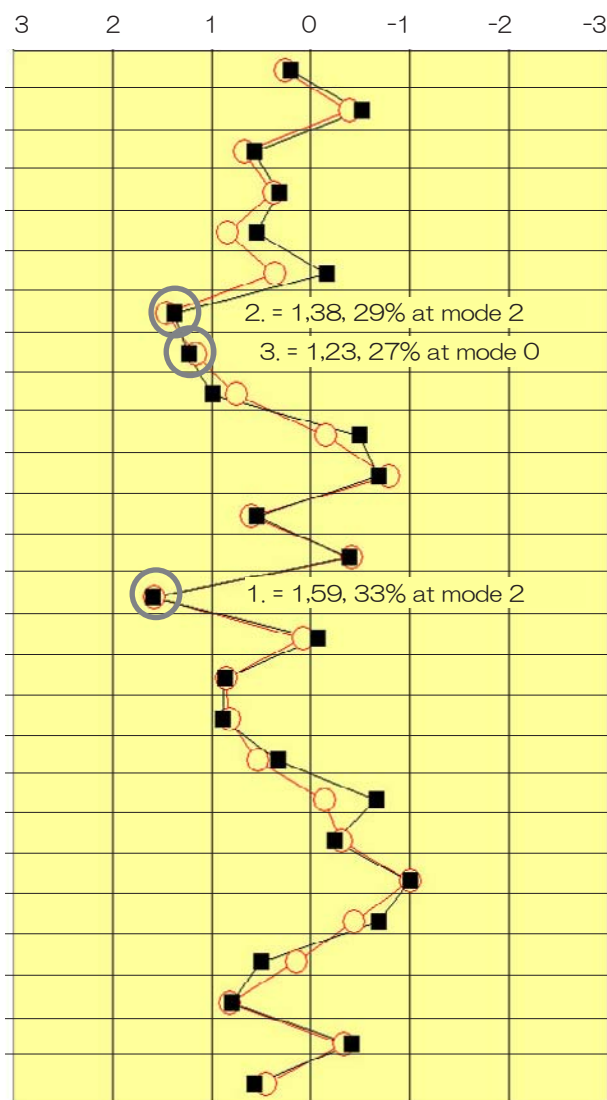 3 2 1 0 -1 -2 -3
2. = 1,38, 29% at mode 2
3. = 1,23, 27% at mode 0
1. = 1,59, 33% at mode 2